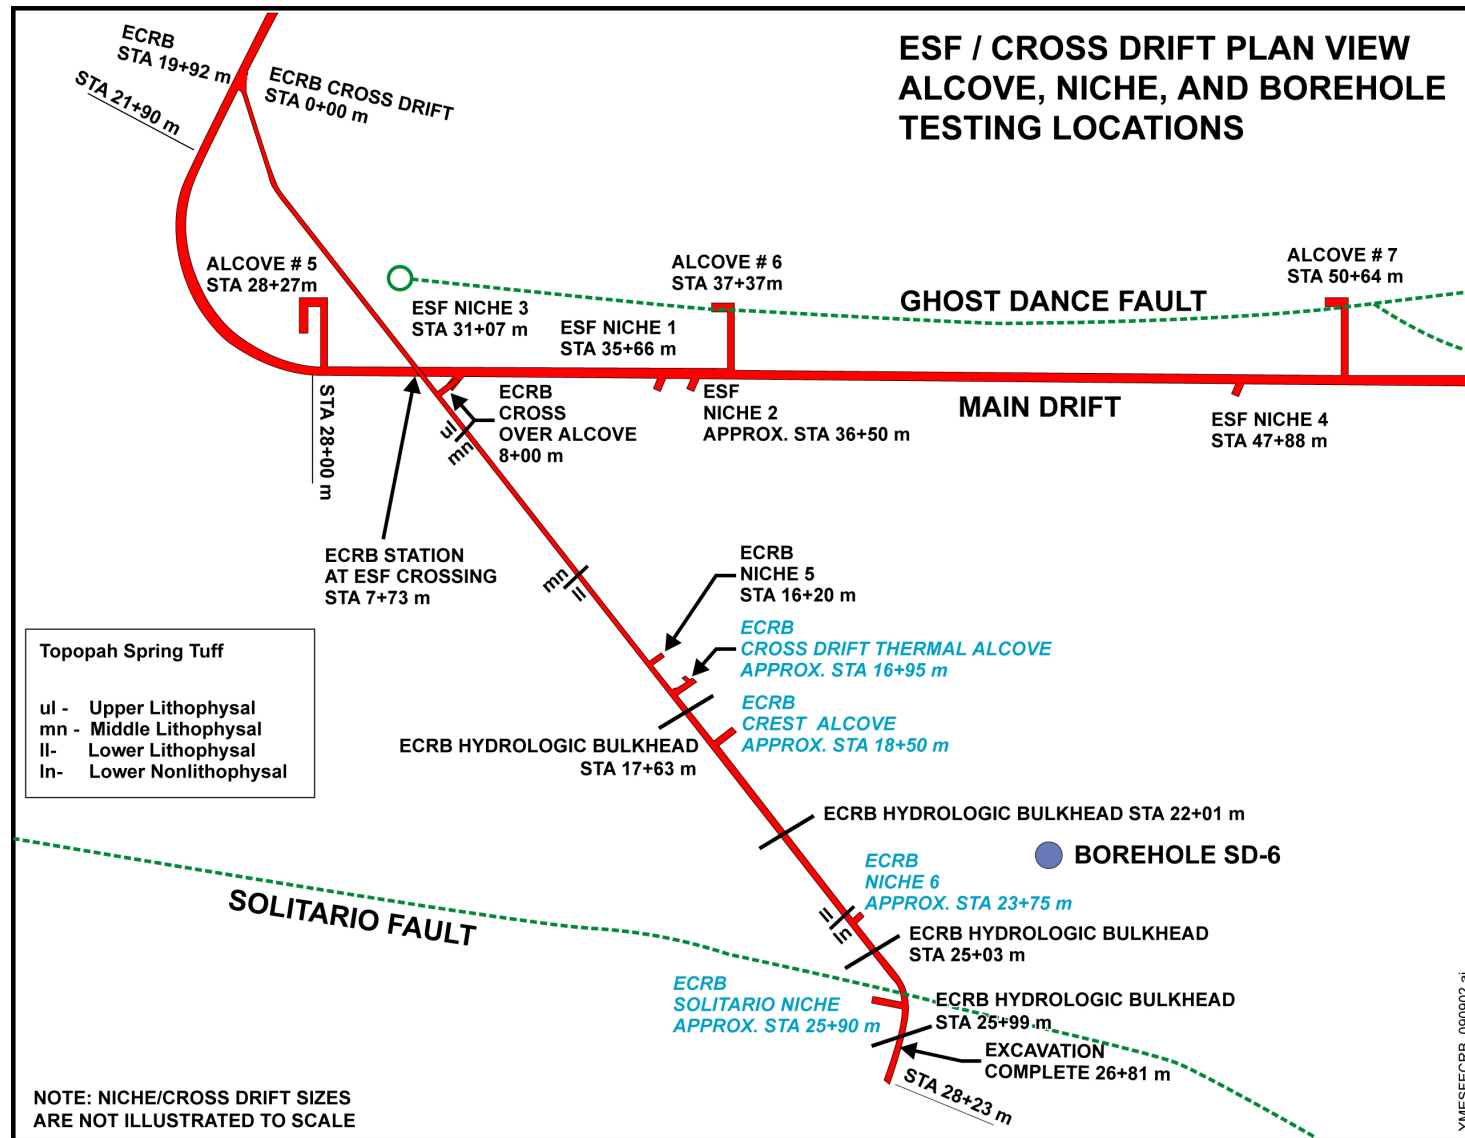 ESF / CROSS DRIFT PLAN VIEW
ALCOVE, NICHE, AND BOREHOLE
TESTING LOCATIONS
ECRB
STA 19+92 m
STA 21+90 m
ECRB CROSS DRIFT
STA 0+00 m
ALCOVE # 5
STA 28+27m
ESF NICHE 3
STA 31+07 m
ALCOVE # 6
STA 37+37m
ESF NICHE 1
STA 35+66 m
GHOST DANCE FAULT
ALCOVE # 7
STA 50+64 m
STA 28+00 m
ECRB
CROSS
OVER ALCOVE
8+00 m
ESF
NICHE 2
APPROX. STA 36+50 m
MAIN DRIFT
ESF NICHE 4
STA 47+88 m
ul
mn
ECRB STATION
AT ESF CROSSING
STA 7+73 m
mn
ll
ECRB
NICHE 5
STA 16+20 m
ECRB
CROSS DRIFT THERMAL ALCOVE
APPROX. STA 16+95 m
ECRB
CREST ALCOVE
APPROX. STA 18+50 m
ECRB HYDROLOGIC BULKHEAD
STA 17+63 m
Topopah Spring Tuff
ul - Upper Lithophysal
mn - Middle Lithophysal
ll- Lower Lithophysal
ln- Lower Nonlithophysal
ECRB HYDROLOGIC BULKHEAD STA 22+01 m
BOREHOLE SD-6
ECRB
NICHE 6
APPROX. STA 23+75 m
ll
ln
SOLITARIO FAULT
ECRB HYDROLOGIC BULKHEAD
STA 25+03 m
ECRB
SOLITARIO NICHE
APPROX. STA 25+90 m
ECRB HYDROLOGIC BULKHEAD
STA 25+99 m
EXCAVATION
COMPLETE 26+81 m
STA 28+23 m
NOTE: NICHE/CROSS DRIFT SIZES
ARE NOT ILLUSTRATED TO SCALE